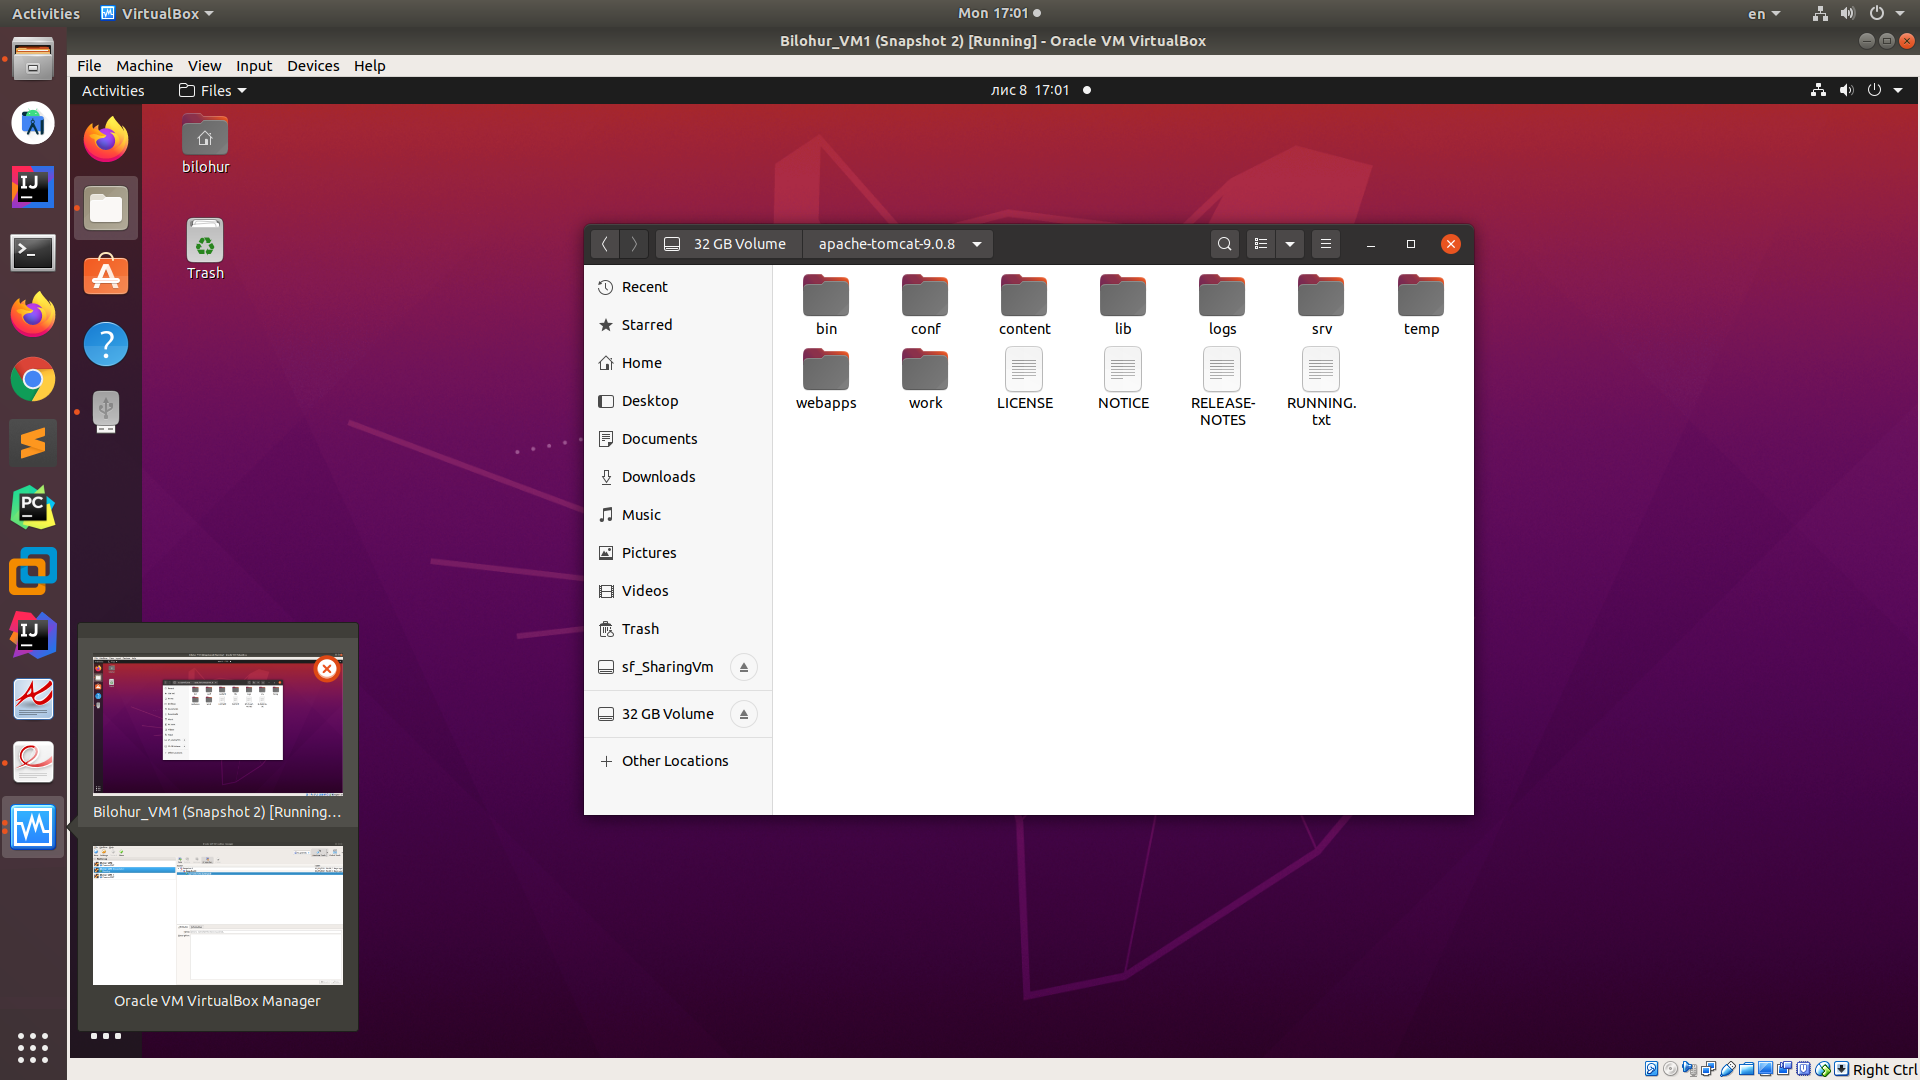 Activities
VirtualBox
Mon 17:01
en
Bilohur_VM1 (Snapshot 2) [Running] - Oracle VM VirtualBox
File Machine View Input Devices Help
Activities
Files
лис 8 17:01
bilohur
Trash
32 GB Volume
apache-tomcat-9.0.8
Recent
Starred
Home
Desktop
Documents
Downloads
Music
Pictures
Videos
Trash
sf_SharingVm
32 GB Volume
Other Locations
bin
conf
content
lib
logs
srv
temp
webapps
work
LICENSE
NOTICE
RELEASE-
NOTES
RUNNING.
txt
IJ
PC
IJ
Bilohur_VM1 (Snapshot 2) [Running...
Oracle VM VirtualBox Manager
Right Ctrl